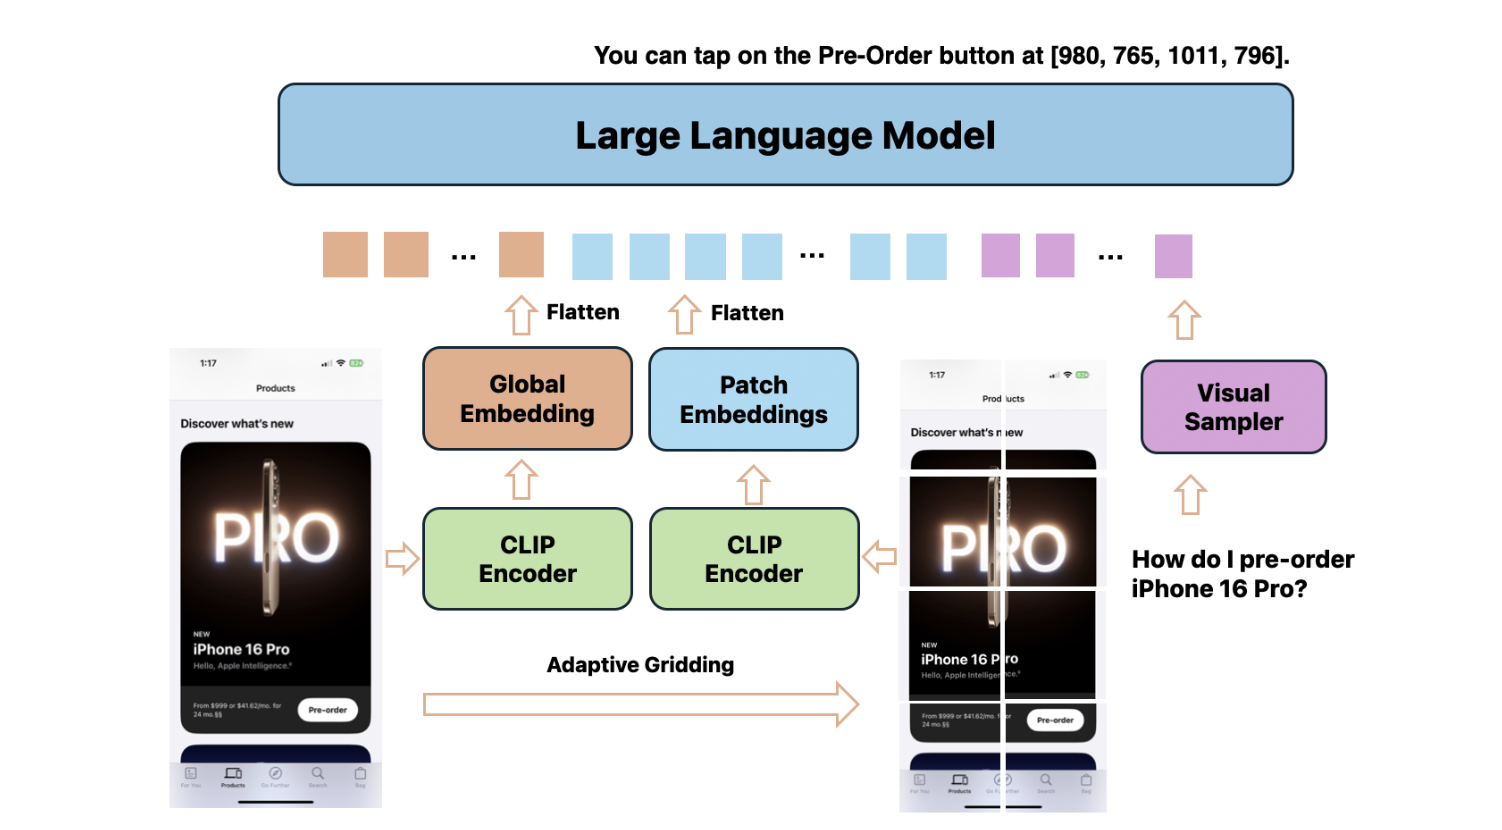 You can tap on the Pre-Order button at [980, 765, 1011, 796].
Large Language Model
...
...
...
Flatten
Flatten
Global
Embedding
Patch
Embeddings
Visual
Sampler
CLIP
Encoder
CLIP
Encoder
How do I pre-order
iPhone 16 Pro?
Adaptive Gridding
1:17
Products
Discover what's new
PRO
NEW
iPhone 16 Pro
Hello, Apple Intelligence.
From $999 or $41.62/mo. for
24 mo.§§
Pre-order
For You
Products
Go Further
Search
Bag
1:17
Products
Discover what's new
PRO
NEW
iPhone 16 Pro
Hello, Apple Intelligence.
From $999 or $41.62/mo. for
24 mo.§§
Pre-order
For You
Products
Go Further
Search
Bag